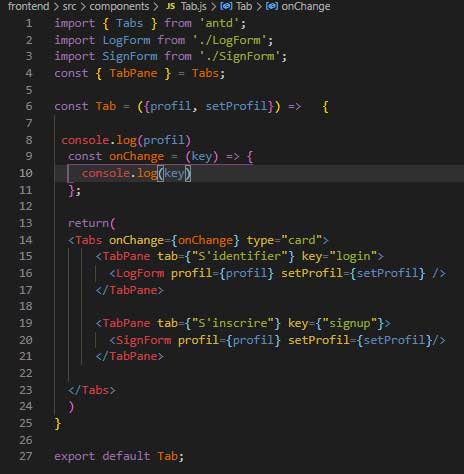 frontend > src > components > JS Tab.js > Tab > onChange
1 import { Tabs } from 'antd';
2 import LogForm from './LogForm';
3 import SignForm from './SignForm';
4 const { TabPane } = Tabs;
5
6 const Tab = ({profil, setProfil}) =>   {
7
8  console.log(profil)
9   const onChange = (key) => {
10     console.log(key)
11   };
12
13   return(
14   <Tabs onChange={onChange} type="card">
15       <TabPane tab={"S'identifier"} key="login">
16         <LogForm profil={profil} setProfil={setProfil} />
17       </TabPane>
18
19       <TabPane tab={"S'inscrire"} key={"signup"}>
20         <SignForm profil={profil} setProfil={setProfil}/>
21       </TabPane>
22
23   </Tabs>
24   )
25 }
26
27 export default Tab;